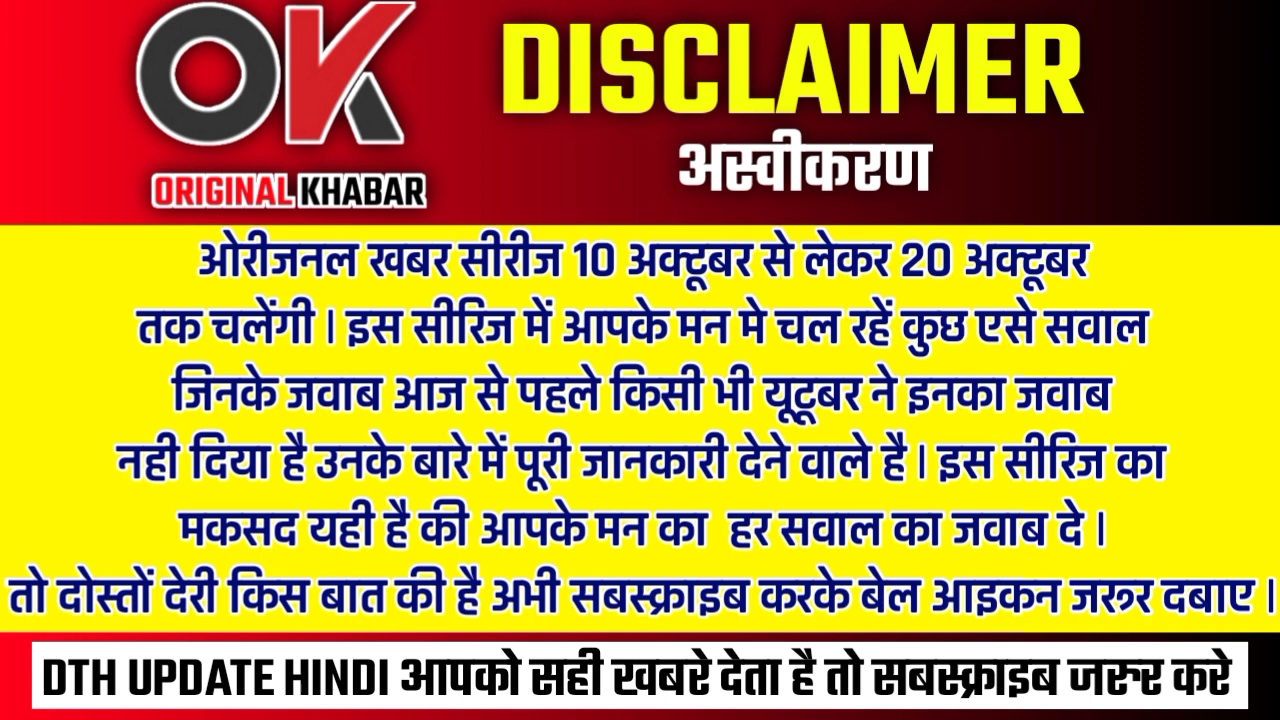 OK
DISCLAIMER
अस्वीकरण
ORIGINAL KHABAR
ओरीजनल खबर सीरीज 10 अक्टूबर से लेकर 20 अक्टूबर
तक चलेंगी। इस सीरिज में आपके मन मे चल रहें कुछ एसे सवाल
जिनके जवाब आज से पहले किसी भी यूटूबर ने इनका जवाब
नही दिया है उनके बारे में पूरी जानकारी देने वाले है। इस सीरिज का
मकसद यही है की आपके मन का हर सवाल का जवाब दे।
तो दोस्तों देरी किस बात की है अभी सबस्क्राइब करके बेल आइकन जरुर दबाए।
DTH UPDATE HINDI आपको सही खबरे देता है तो सबस्क्राइब जरुर करे